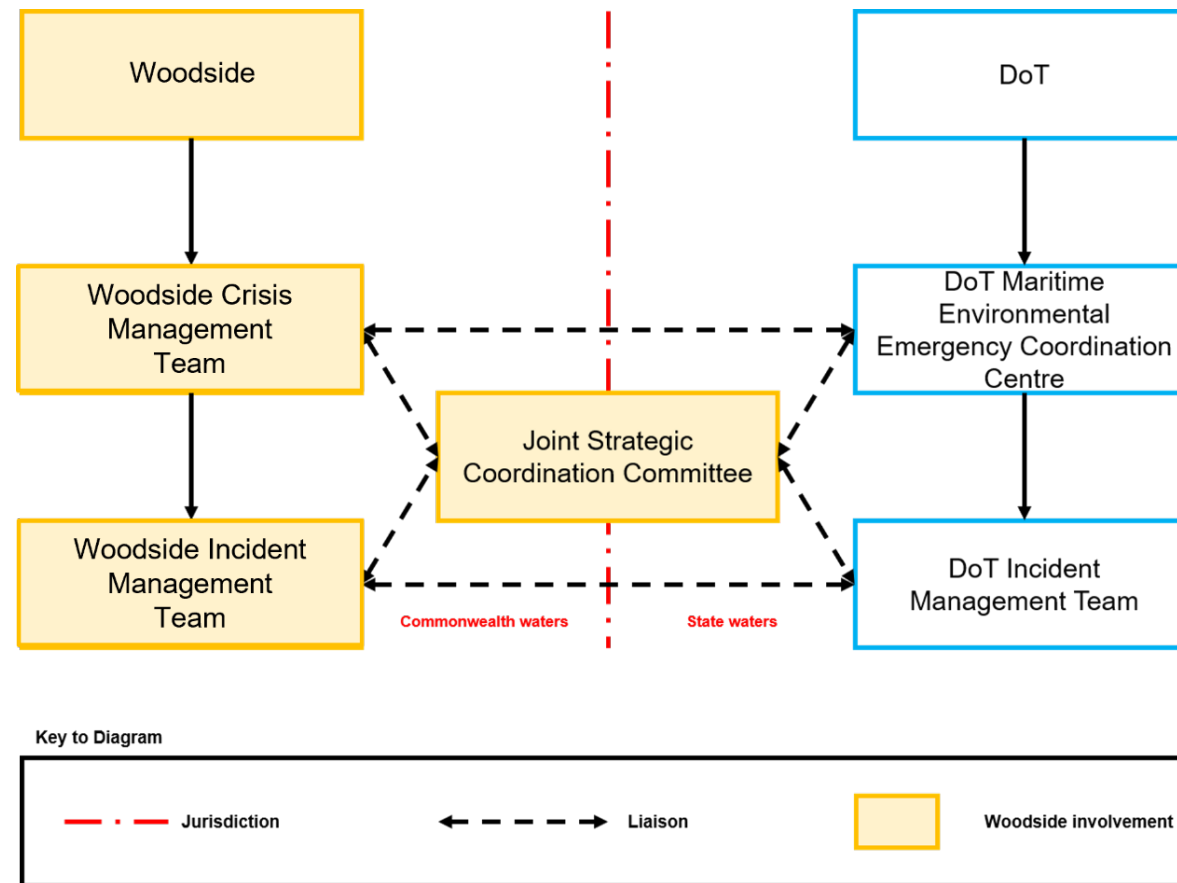 Woodside
DoT
Woodside Crisis
Management
Team
DoT Maritime
Environmental
Emergency Coordination
Centre
Joint Strategic
Coordination Committee
Woodside Incident
Management
Team
DoT Incident
Management Team
Commonwealth waters
State waters
Key to Diagram
Jurisdiction
Liaison
Woodside involvement